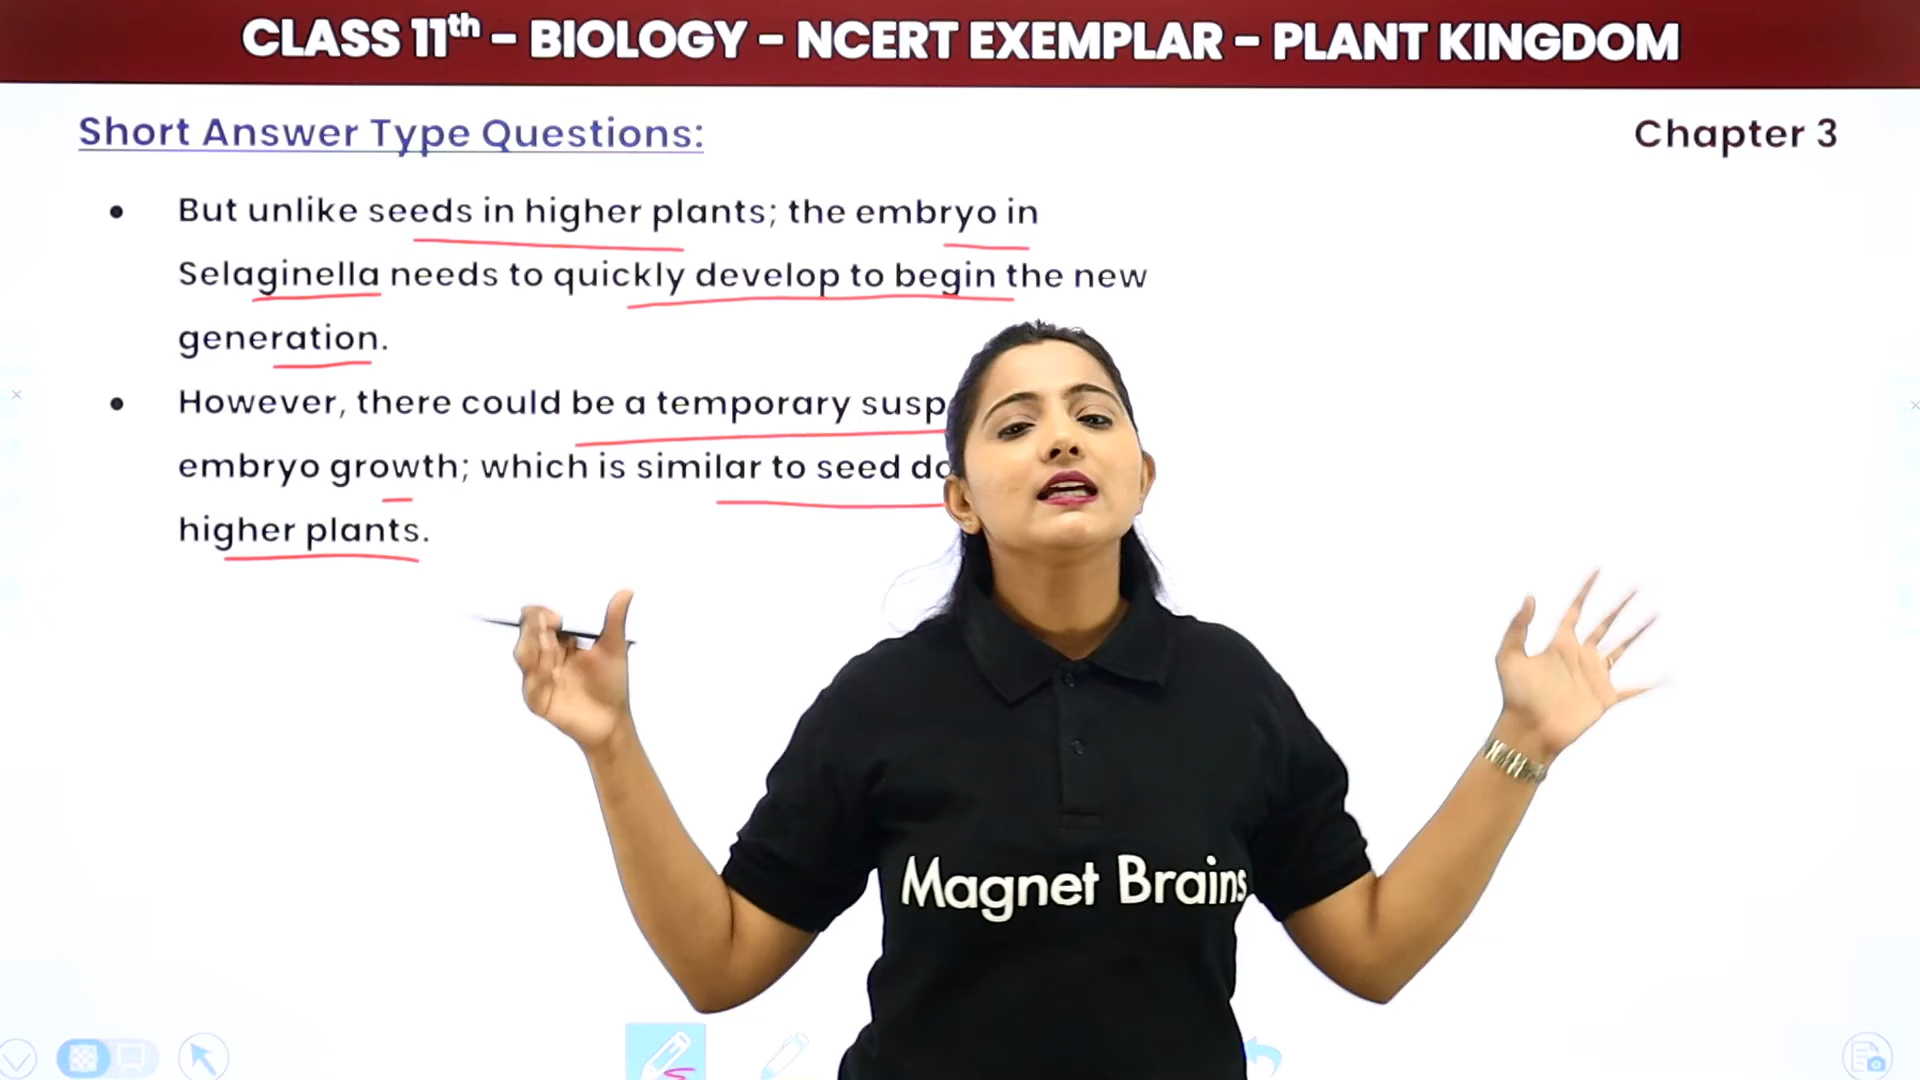 CLASS 11th - BIOLOGY - NCERT EXEMPLAR - PLANT KINGDOM
Short Answer Type Questions:
Chapter 3
• But unlike seeds in higher plants; the embryo in
Selaginella needs to quickly develop to begin the new
generation.
• However, there could be a temporary
embryo growth; which is similar to seed
higher plants.
Magnet Brains